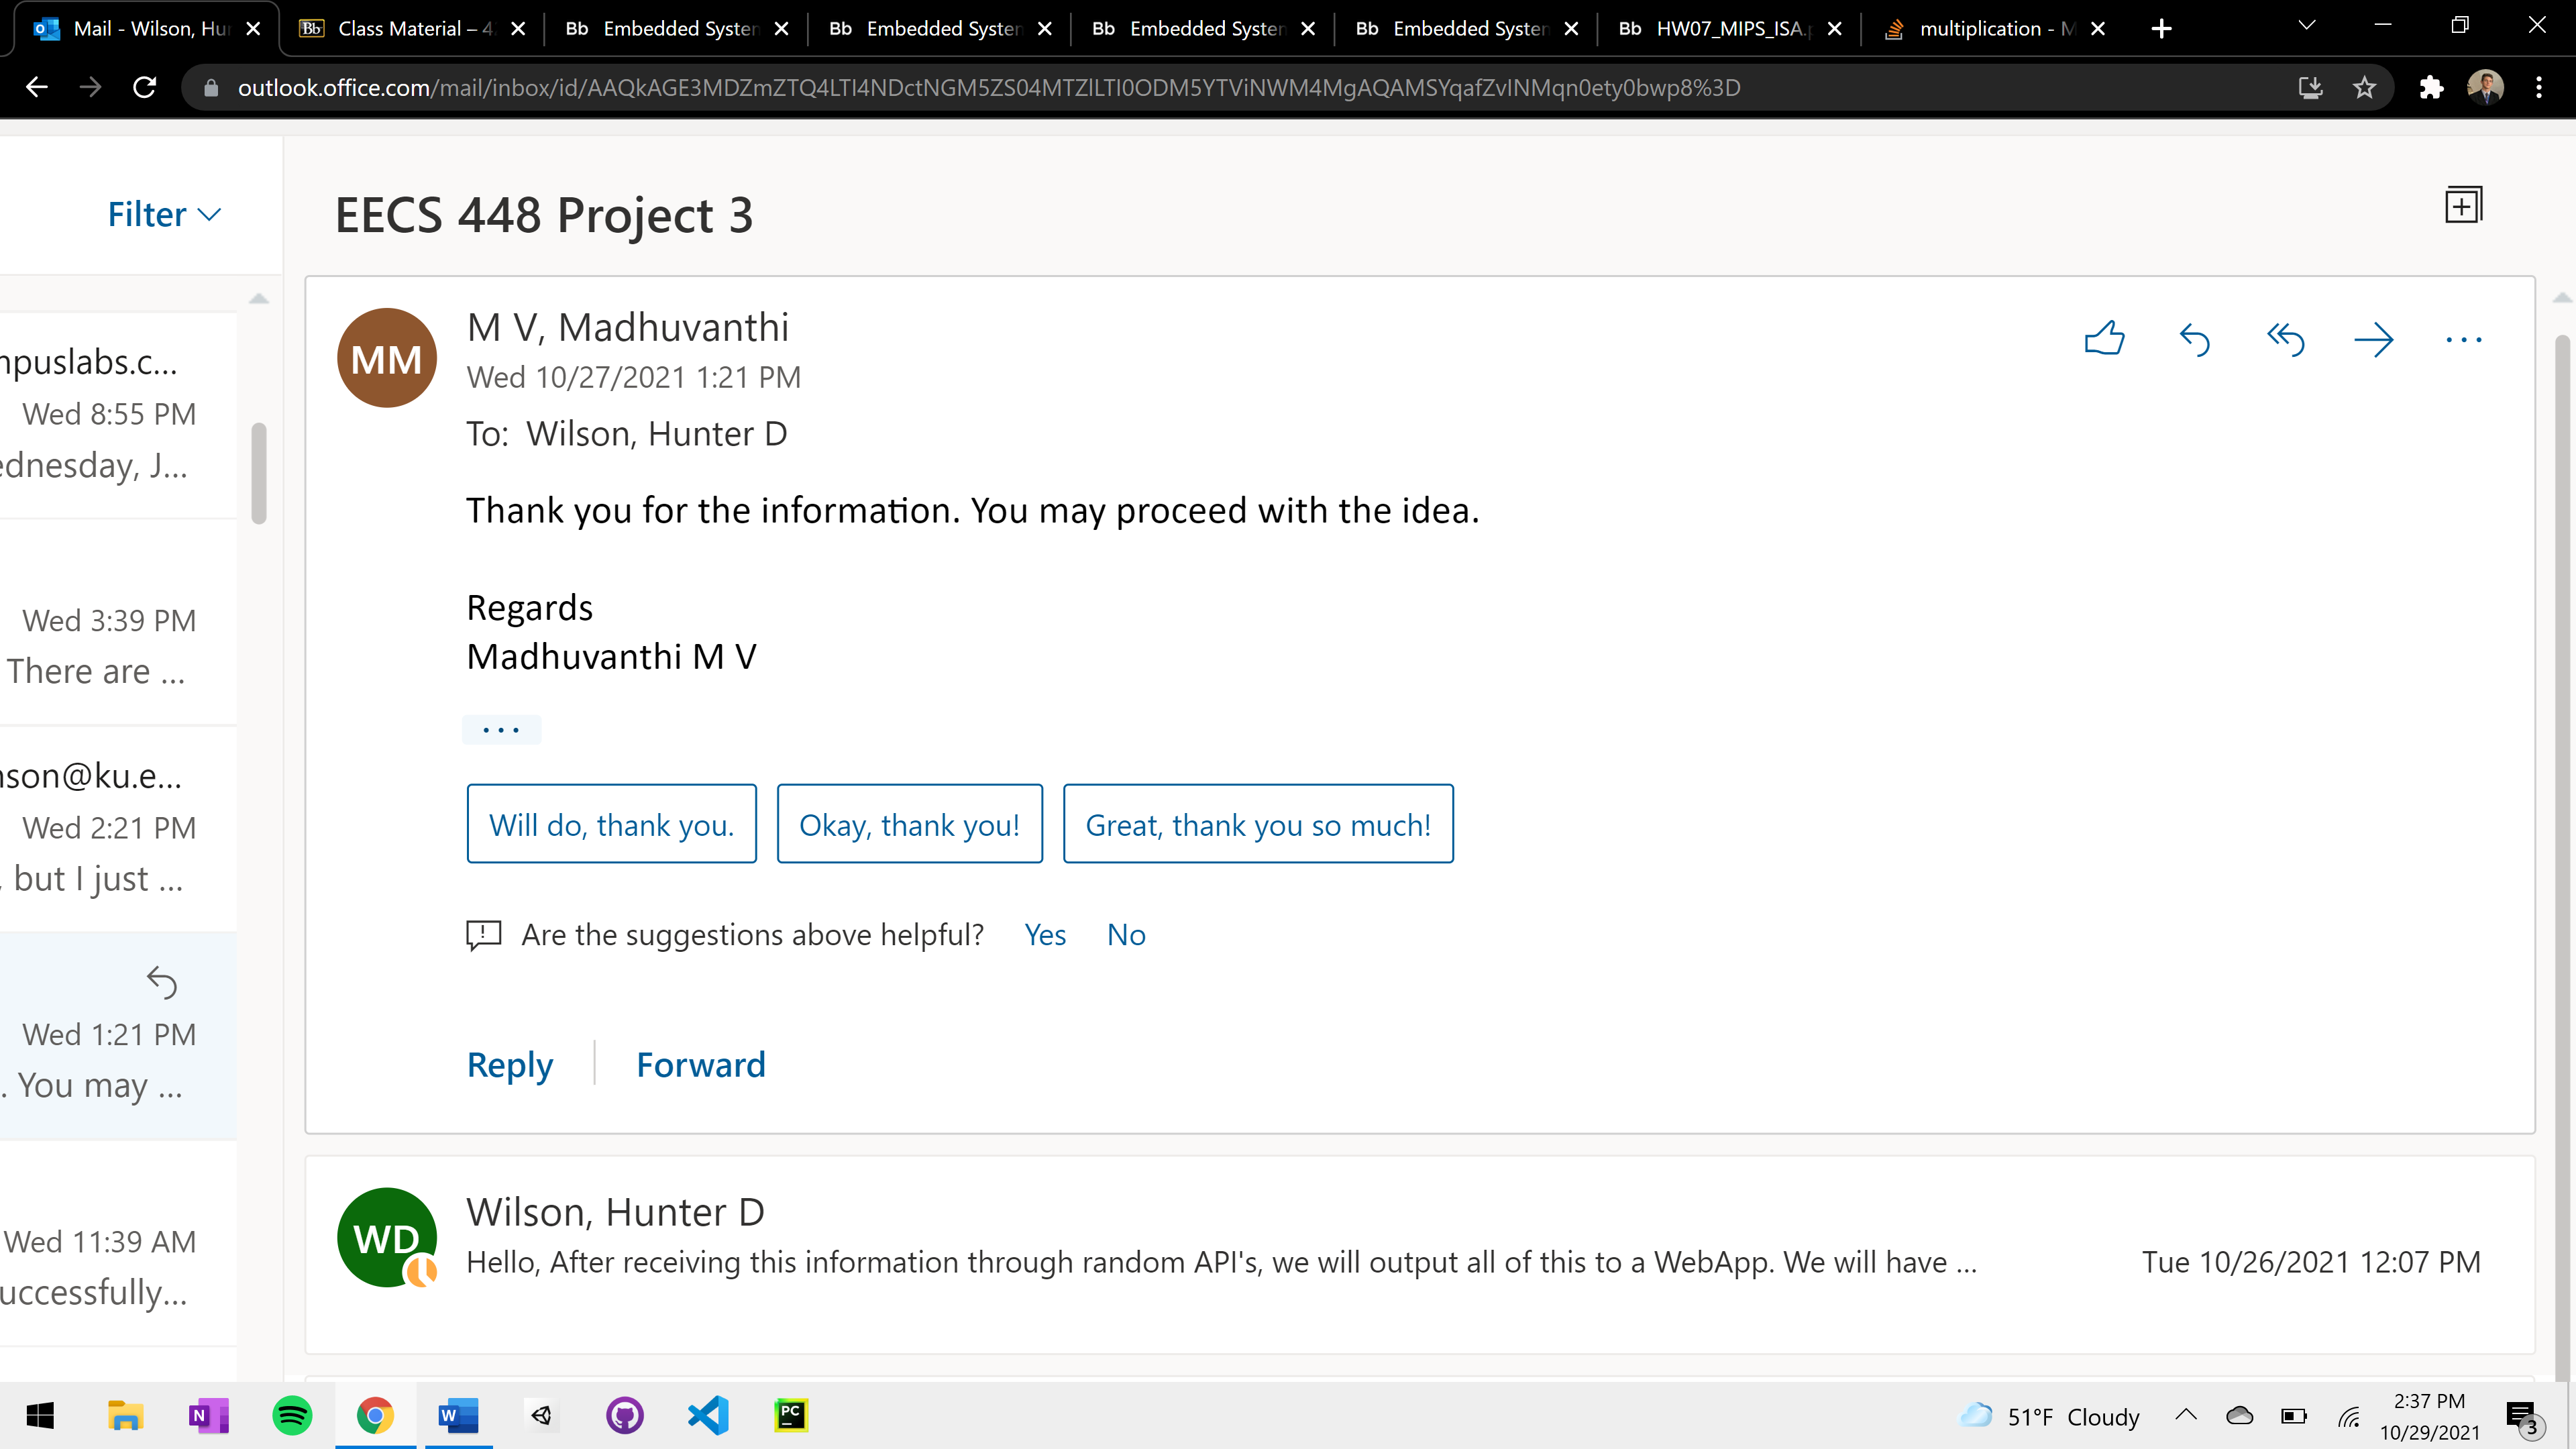 Mail - Wilson, Hu
Class Material – 4
Bb Embedded System
Bb Embedded System
Bb Embedded System
Bb Embedded System
Bb HW07_MIPS_ISA.p
multiplication - M
outlook.office.com/mail/inbox/id/AAQkAGE3MDZmZTQ4LTI4NDctNGM5ZS04MTZlLTI0ODM5YTViNWM4MgAQAMSYqafZvINMqn0ety0bwp8%3D
Filter
EECS 448 Project 3
npuslabs.c...
Wed 8:55 PM
ednesday, J...
Wed 3:39 PM
There are ...
nson@ku.e...
Wed 2:21 PM
, but I just ...
Wed 1:21 PM
. You may ...
Wed 11:39 AM
uccessfully...
MM
M V, Madhuvanthi
Wed 10/27/2021 1:21 PM
To: Wilson, Hunter D
Thank you for the information. You may proceed with the idea.
Regards
Madhuvanthi M V
...
Will do, thank you.
Okay, thank you!
Great, thank you so much!
Are the suggestions above helpful? Yes No
Reply
Forward
WD
Wilson, Hunter D
Hello, After receiving this information through random API's, we will output all of this to a WebApp. We will have ...
Tue 10/26/2021 12:07 PM
51°F Cloudy
2:37 PM
10/29/2021
3